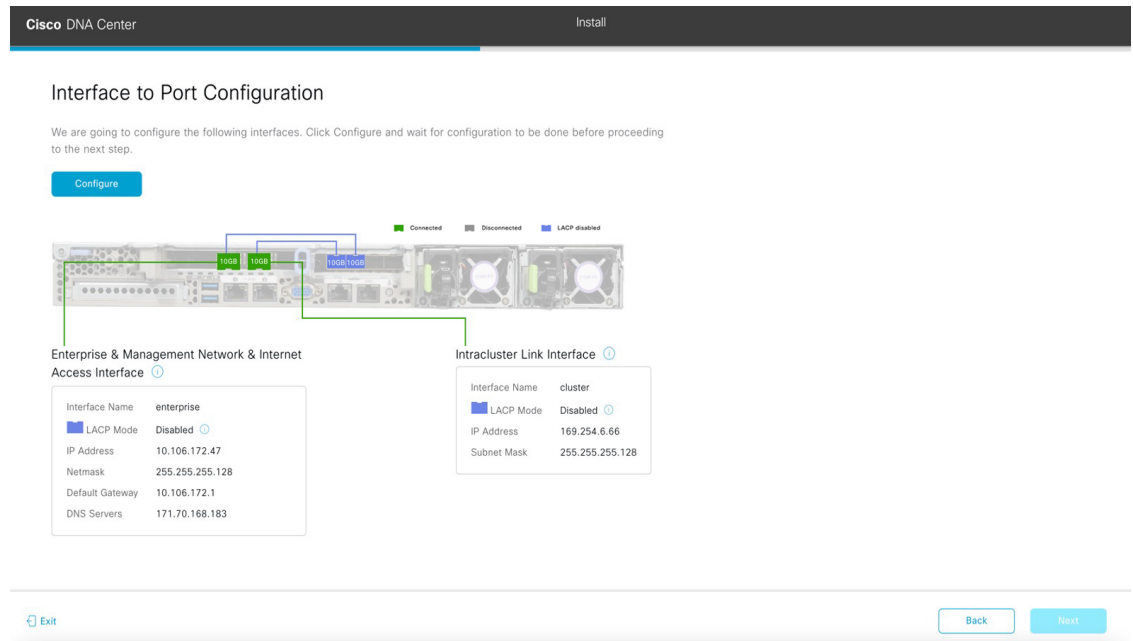 Cisco DNA Center
Install
Interface to Port Configuration
We are going to configure the following interfaces. Click Configure and wait for configuration to be done before proceeding
to the next step.
Configure
Connected
Disconnected
LACP disabled
10GB
10GB
10GB
10GB
Enterprise & Management Network & Internet
Access Interface
Interface Name enterprise
LACP Mode Disabled
IP Address 10.106.172.47
Netmask 255.255.255.128
Default Gateway 10.106.172.1
DNS Servers 171.70.168.183
Intracluster Link Interface
Interface Name cluster
LACP Mode Disabled
IP Address 169.254.6.66
Subnet Mask 255.255.255.128
Exit
Back
Next